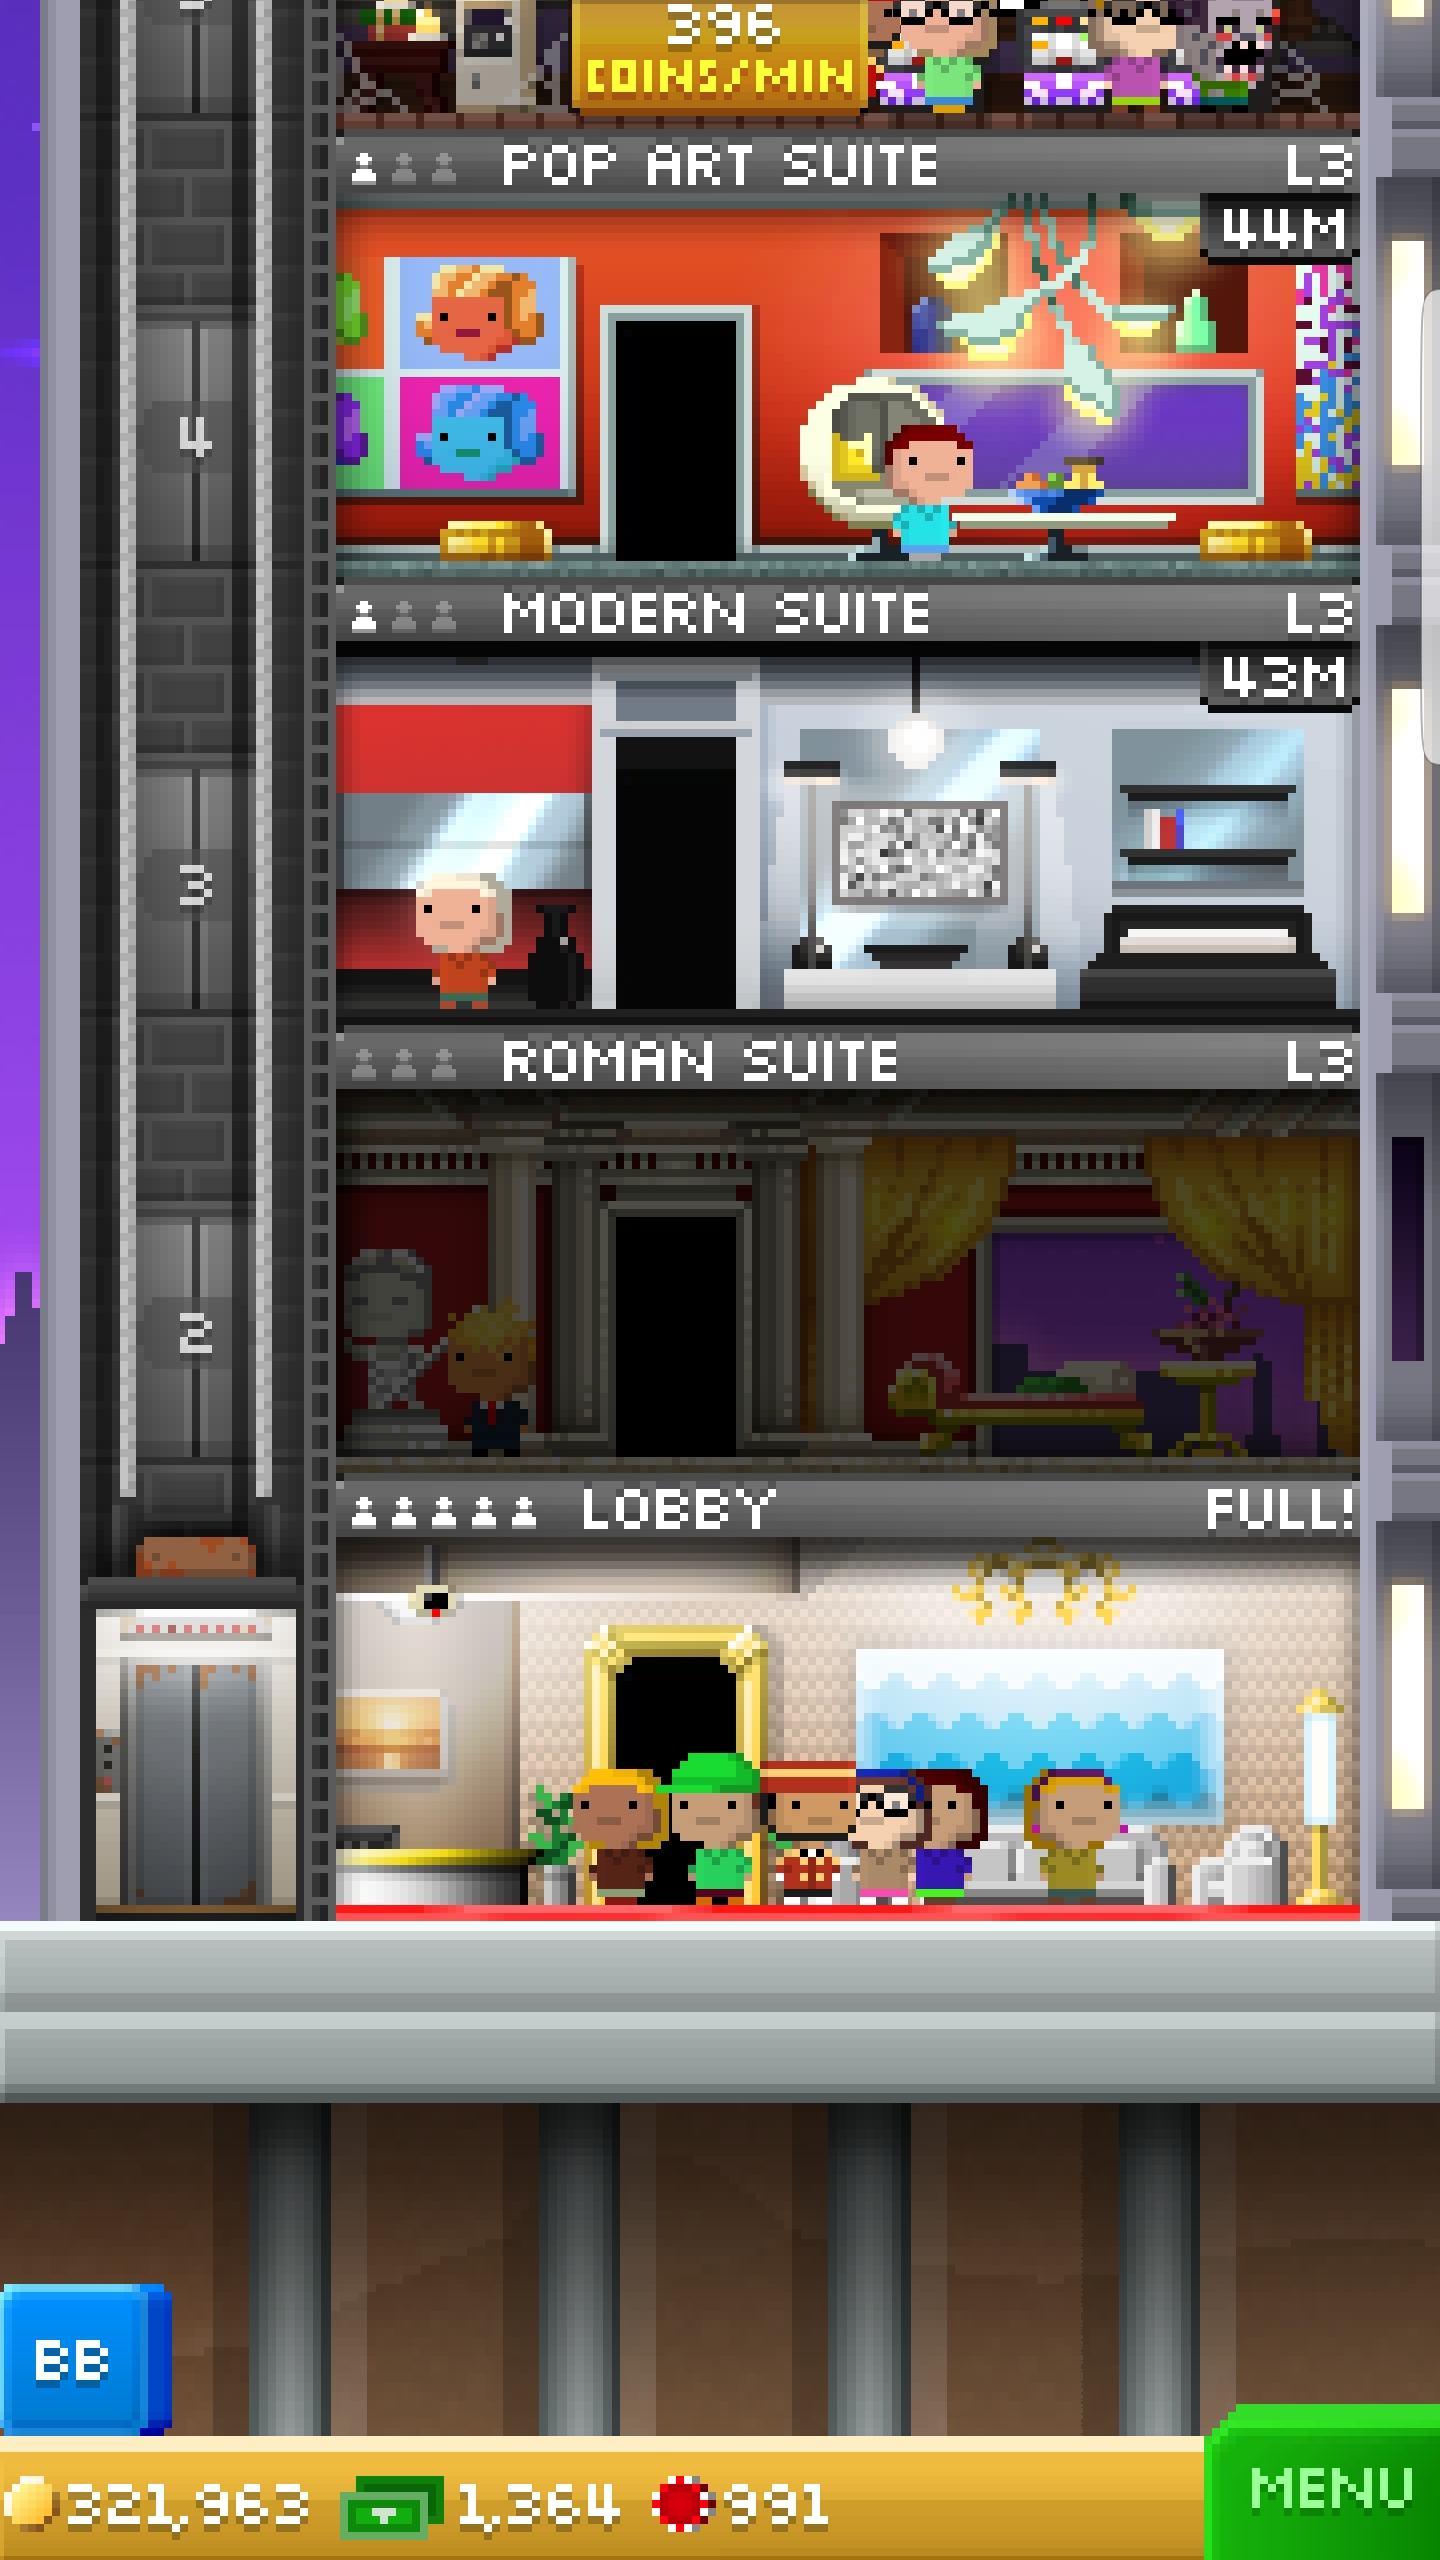 396
COINS/MIN
POP ART SUITE L3
44M
4
MODERN SUITE L3
43M
3
ROMAN SUITE L3
2
LOBBY FULL!
BB
321,963 1,364 991
MENU